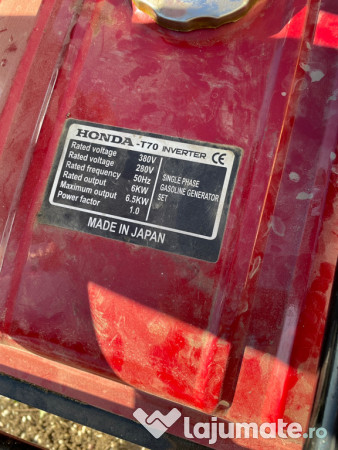 HONDA -T70 INVERTER CE
Rated voltage 380V
Rated voltage 280V
Rated frequency 50Hz
Rated output 6KW
Maximum output 6.5KW
Power factor 1.0
SINGLE PHASE
GASOLINE GENERATOR
SET
MADE IN JAPAN
lajumate.ro